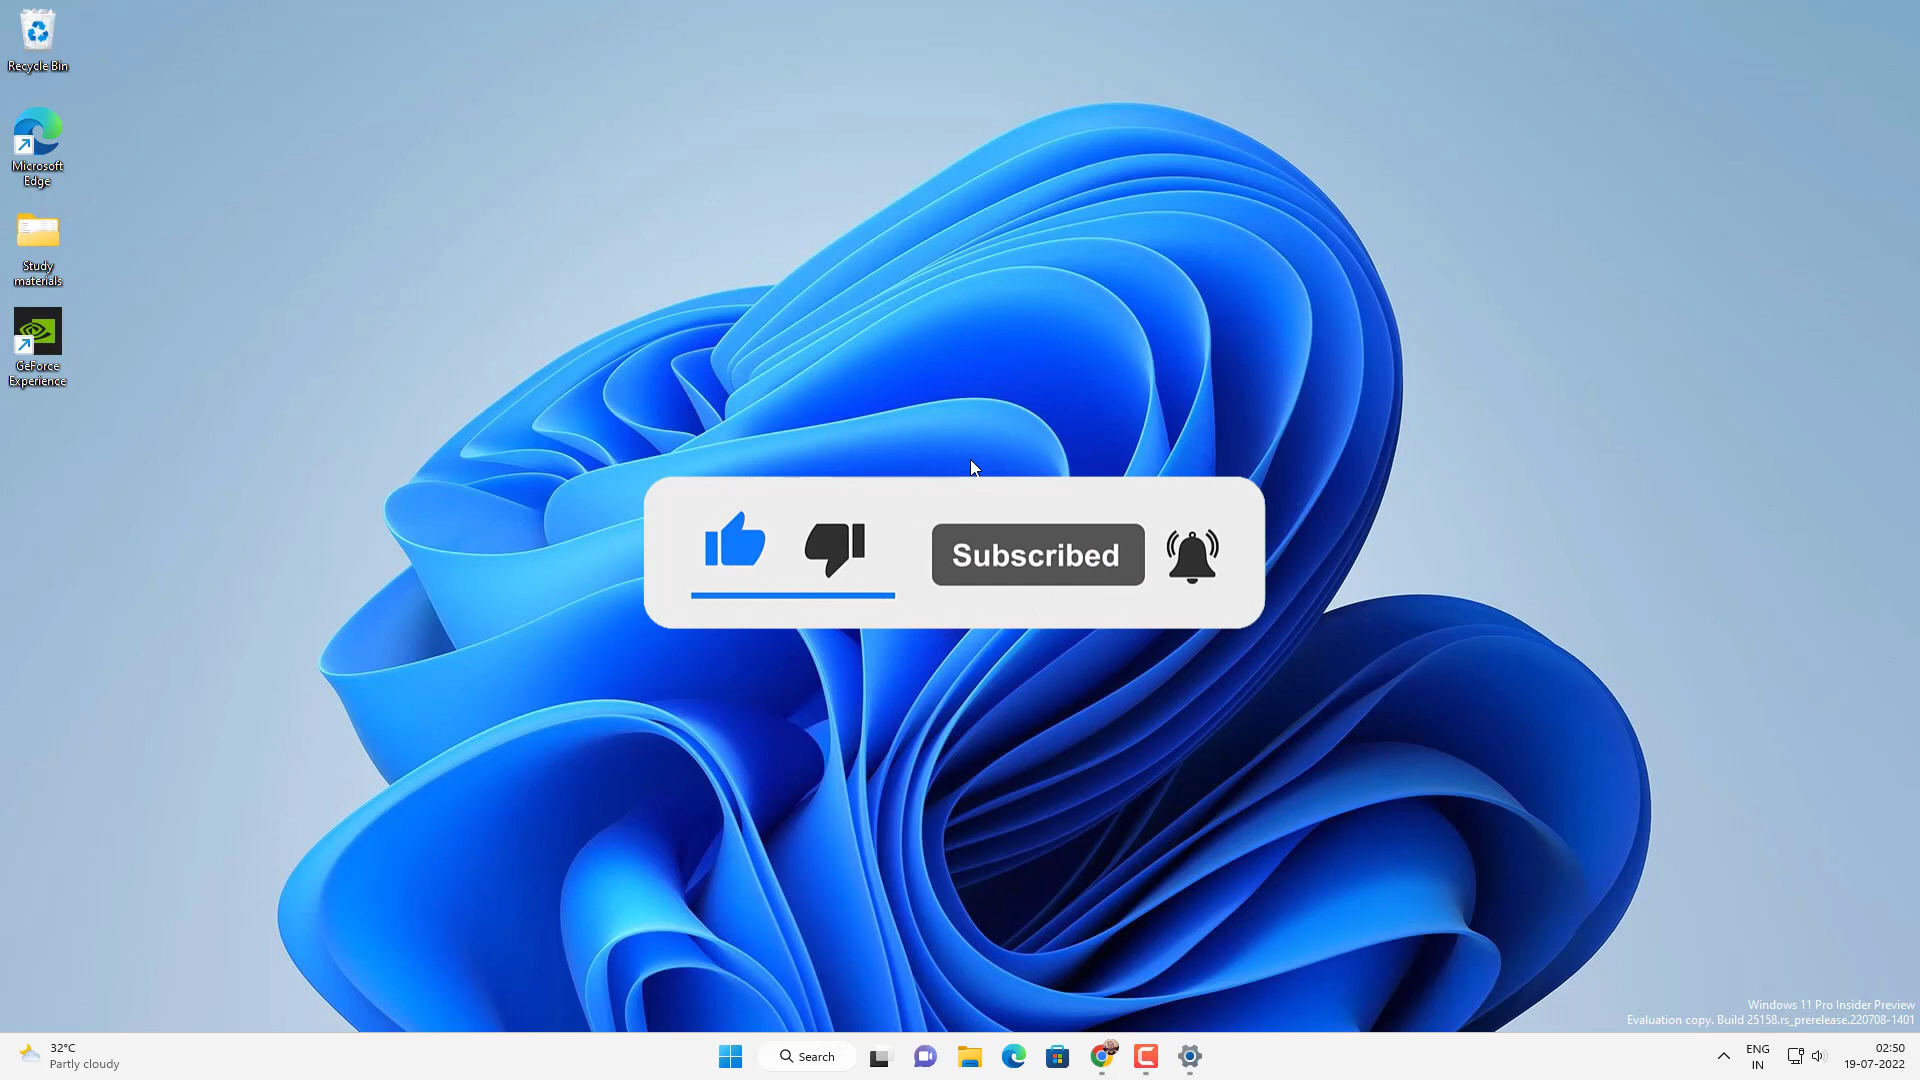 Recycle Bin
Microsoft
Edge
Study
materials
GeForce
Experience
Subscribed
Windows 11 Pro Insider Preview
Evaluation copy. Build 25158.rs_prerelease.220708-1401
32°C
Partly cloudy
Search
ENG
IN
02:50
19-07-2022